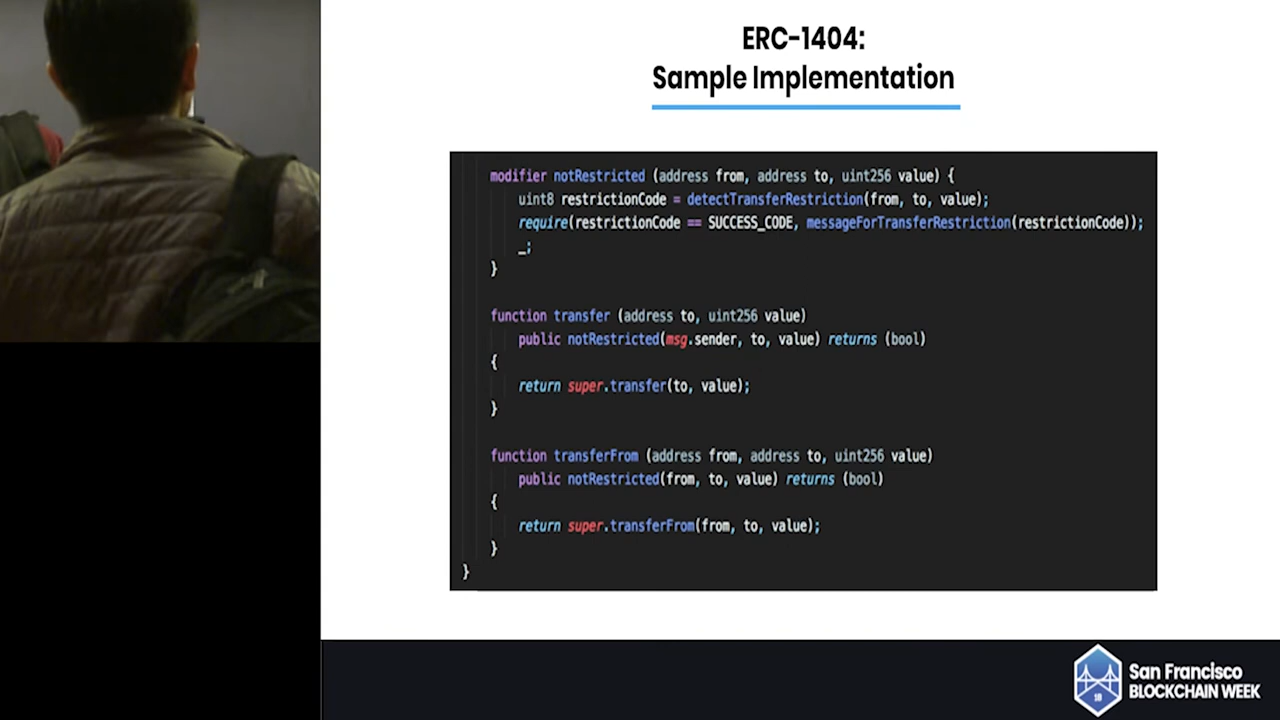 ERC-1404:
Sample Implementation
modifier notRestricted (address from, address to, uint256 value) {
uint8 restrictionCode = detectTransferRestriction(from, to, value);
require(restrictionCode == SUCCESS_CODE, messageForTransferRestriction(restrictionCode));
_;
}
function transfer (address to, uint256 value)
public notRestricted(msg.sender, to, value) returns (bool)
{
return super.transfer(to, value);
}
function transferFrom (address from, address to, uint256 value)
public notRestricted(from, to, value) returns (bool)
{
return super.transferFrom(from, to, value);
}
}
San Francisco
BLOCKCHAIN WEEK